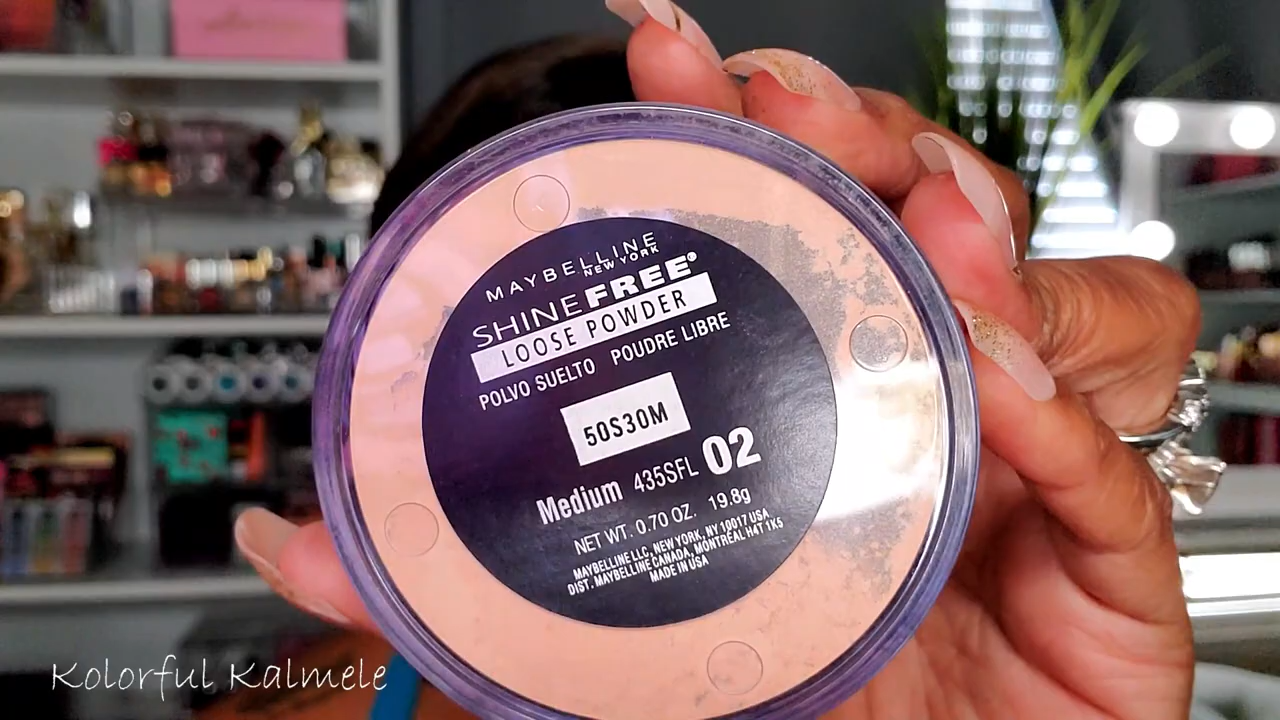 MAYBELLINE
NEW YORK
SHINE FREE®
LOOSE POWDER
POLVO SUELTO POUDRE LIBRE
50S30M
Medium 435SFL 02
NET WT. 0.70 OZ. 19.8g
MAYBELLINE LLC, NEW YORK, NY 10017 USA
DIST. MAYBELLINE CANADA, MONTRÉAL H4T 1K5
MADE IN USA
Kolorful Kalmele